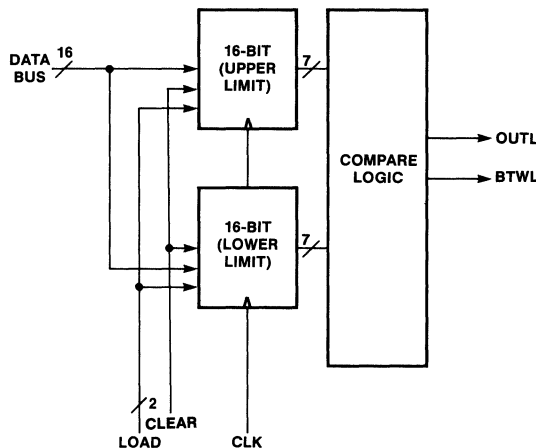 16
DATA
BUS
16-BIT
(UPPER
LIMIT)
7
COMPARE
LOGIC
OUTL
BTWL
16-BIT
(LOWER
LIMIT)
7
2
CLEAR
LOAD
CLK